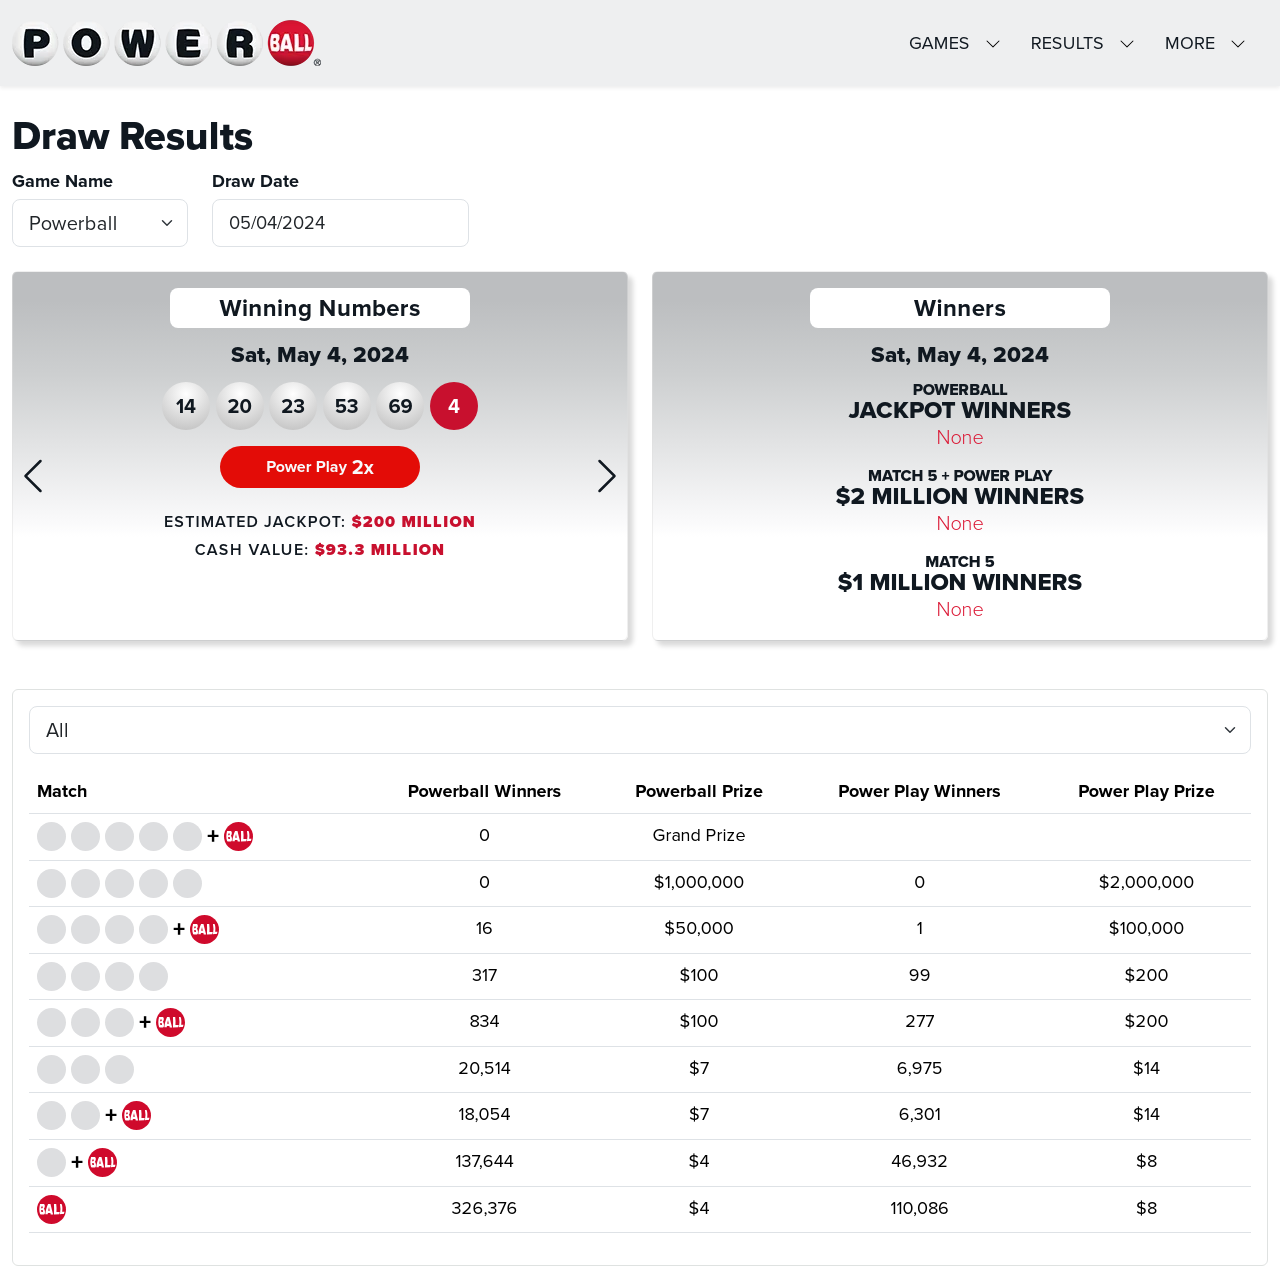 POWER BALL ®
GAMES RESULTS MORE
Draw Results
Game Name Draw Date
Powerball 05/04/2024
Winning Numbers
Sat, May 4, 2024
14 20 23 53 69 4
Power Play 2x
ESTIMATED JACKPOT: $200 MILLION
CASH VALUE: $93.3 MILLION
Winners
Sat, May 4, 2024
POWERBALL
JACKPOT WINNERS
None
MATCH 5 + POWER PLAY
$2 MILLION WINNERS
None
MATCH 5
$1 MILLION WINNERS
None
All
Match Powerball Winners Powerball Prize Power Play Winners Power Play Prize
+ BALL 0 Grand Prize
0 $1,000,000 0 $2,000,000
+ BALL 16 $50,000 1 $100,000
317 $100 99 $200
+ BALL 834 $100 277 $200
20,514 $7 6,975 $14
+ BALL 18,054 $7 6,301 $14
+ BALL 137,644 $4 46,932 $8
BALL 326,376 $4 110,086 $8